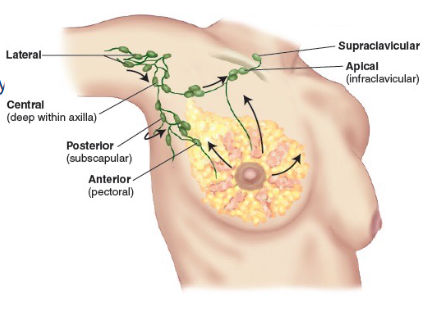 Lateral
Central
(deep within axilla)
Posterior
(subscapular)
Anterior
(pectoral)
Supraclavicular
Apical
(infraclavicular)